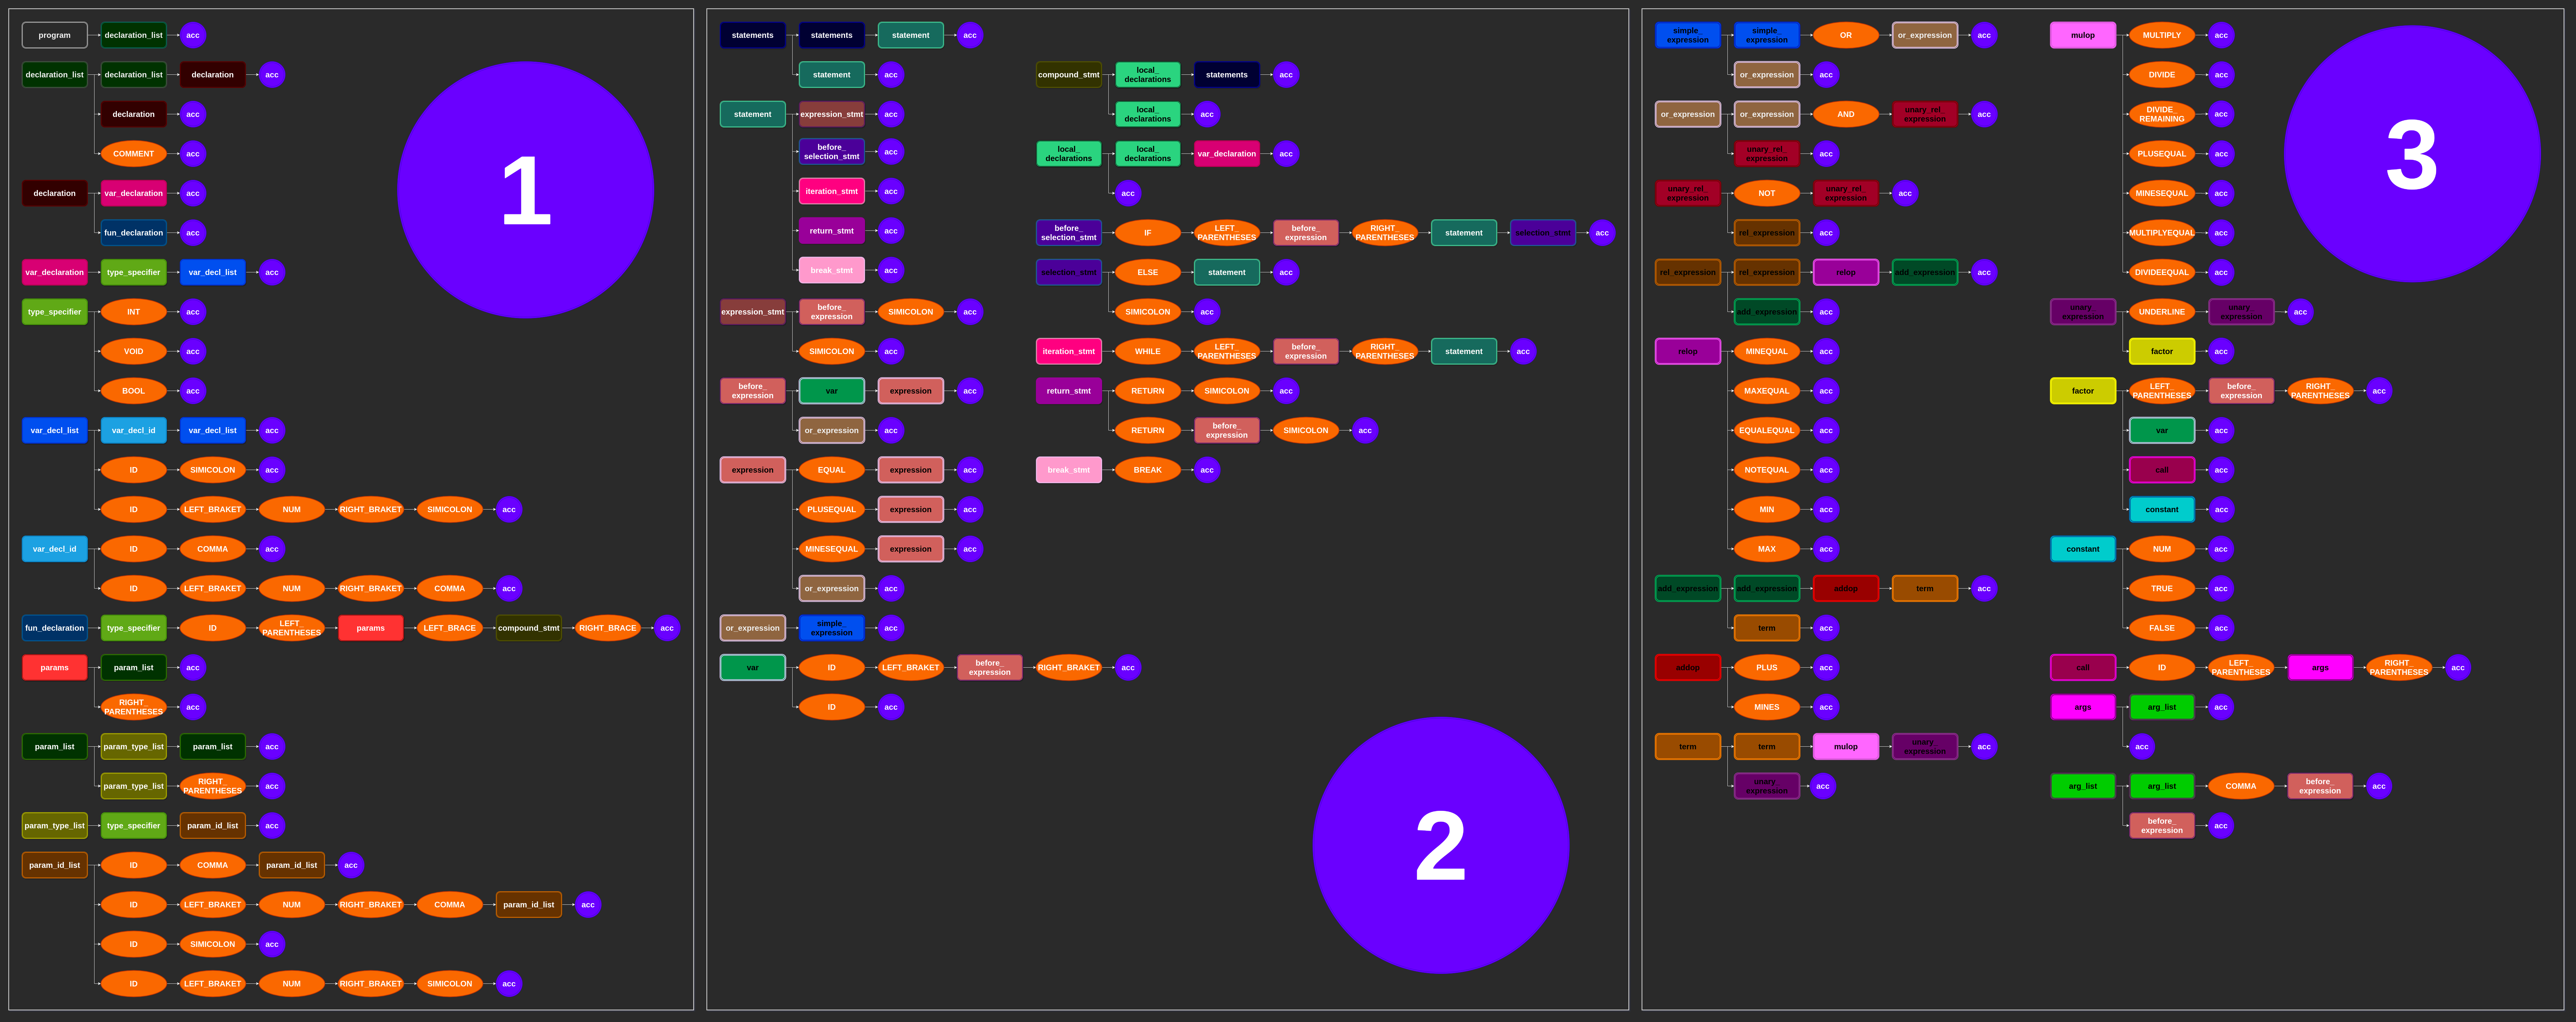 program declaration_list acc
declaration_list declaration_list declaration acc
declaration acc
COMMENT acc
declaration var_declaration acc
fun_declaration acc
var_declaration type_specifier var_decl_list acc
type_specifier INT acc
VOID acc
BOOL acc
var_decl_list var_decl_id var_decl_list acc
ID SIMICOLON acc
ID LEFT_BRAKET NUM RIGHT_BRAKET SIMICOLON acc
var_decl_id ID COMMA acc
ID LEFT_BRAKET NUM RIGHT_BRAKET COMMA acc
fun_declaration type_specifier ID LEFT_PARENTHESES params LEFT_BRACE compound_stmt RIGHT_BRACE acc
params param_list acc
RIGHT_PARENTHESES acc
param_list param_type_list param_list acc
param_type_list RIGHT_PARENTHESES acc
param_type_list type_specifier param_id_list acc
param_id_list ID COMMA param_id_list acc
ID LEFT_BRAKET NUM RIGHT_BRAKET COMMA param_id_list acc
ID SIMICOLON acc
ID LEFT_BRAKET NUM RIGHT_BRAKET SIMICOLON acc
1
statements statements statement acc
statement acc
statement expression_stmt acc
before_selection_stmt acc
iteration_stmt acc
return_stmt acc
break_stmt acc
expression_stmt before_expression SIMICOLON acc
SIMICOLON acc
before_expression var expression acc
or_expression acc
expression EQUAL expression acc
PLUSEQUAL expression acc
MINESEQUAL expression acc
or_expression acc
or_expression simple_expression acc
var ID LEFT_BRAKET before_expression RIGHT_BRAKET acc
ID acc
compound_stmt local_declarations statements acc
local_declarations acc
local_declarations local_declarations var_declaration acc
acc
before_selection_stmt IF LEFT_PARENTHESES before_expression RIGHT_PARENTHESES statement selection_stmt acc
selection_stmt ELSE statement acc
SIMICOLON acc
iteration_stmt WHILE LEFT_PARENTHESES before_expression RIGHT_PARENTHESES statement acc
return_stmt RETURN SIMICOLON acc
RETURN before_expression SIMICOLON acc
break_stmt BREAK acc
2
simple_expression simple_expression OR or_expression acc
or_expression acc
or_expression or_expression AND unary_rel_expression acc
unary_rel_expression acc
unary_rel_expression NOT unary_rel_expression acc
rel_expression acc
rel_expression rel_expression relop add_expression acc
add_expression acc
relop MINEQUAL acc
MAXEQUAL acc
EQUALEQUAL acc
NOTEQUAL acc
MIN acc
MAX acc
add_expression add_expression addop term acc
term acc
addop PLUS acc
MINES acc
term term mulop unary_expression acc
unary_expression acc
mulop MULTIPLY acc
DIVIDE acc
DIVIDE_REMAINING acc
PLUSEQUAL acc
MINESEQUAL acc
MULTIPLYEQUAL acc
DIVIDEEQUAL acc
unary_expression UNDERLINE unary_expression acc
factor acc
factor LEFT_PARENTHESES before_expression RIGHT_PARENTHESES acc
var acc
call acc
constant acc
constant NUM acc
TRUE acc
FALSE acc
call ID LEFT_PARENTHESES args RIGHT_PARENTHESES acc
args arg_list acc
acc
arg_list arg_list COMMA before_expression acc
before_expression acc
3